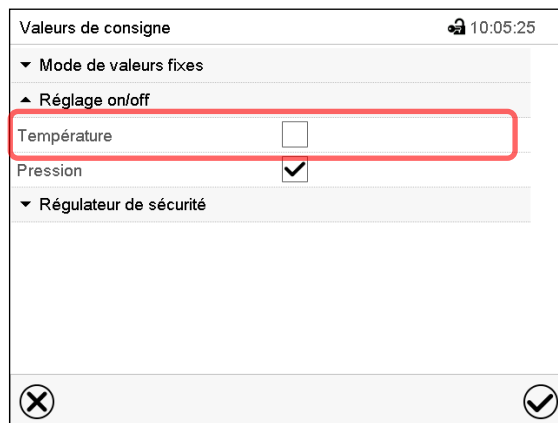 Valeurs de consigne 10:05:25
Mode de valeurs fixes
Réglage on/off
Température
Pression
Régulateur de sécurité